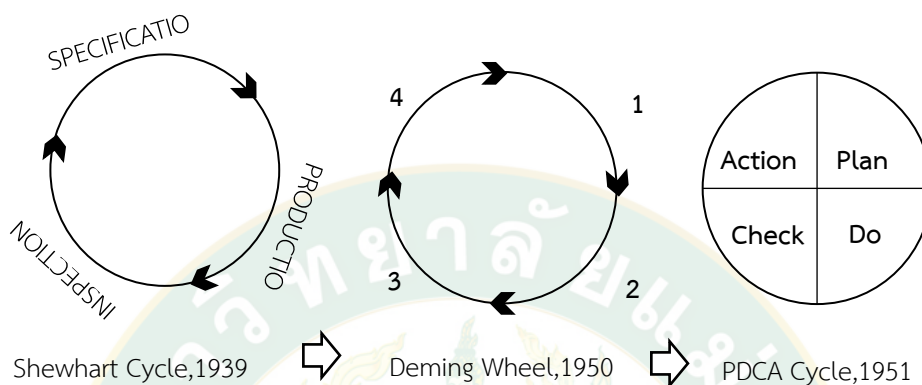 SPECIFICATIO
PRODUCTIO
INSPECTION
4
1
3
2
Action
Plan
Check
Do
Shewhart Cycle,1939
Deming Wheel,1950
PDCA Cycle,1951